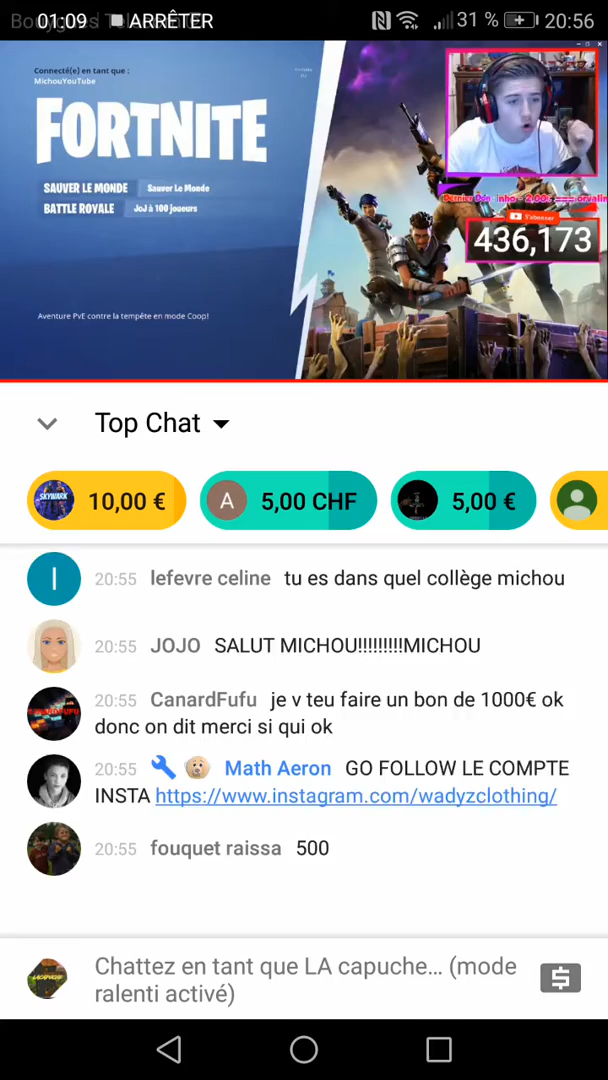 01:09 ARRÊTER 31 % 20:56
Connecté(e) en tant que :
MichouYouTube
FORTNITE
SAUVER LE MONDE Sauver Le Monde
BATTLE ROYALE JcJ à 100 joueurs
Aventure PvE contre la tempête en mode Coop!
S'abonner
436,173
Top Chat
SKYWARK 10,00 €
A 5,00 CHF
5,00 €
I 20:55 lefevre celine tu es dans quel collège michou
20:55 JOJO SALUT MICHOU!!!!!!!!!MICHOU
20:55 CanardFufu je v teu faire un bon de 1000€ ok
donc on dit merci si qui ok
20:55 Math Aeron GO FOLLOW LE COMPTE
INSTA https://www.instagram.com/wadyzclothing/
20:55 fouquet raissa 500
Chattez en tant que LA capuche... (mode
ralenti activé)